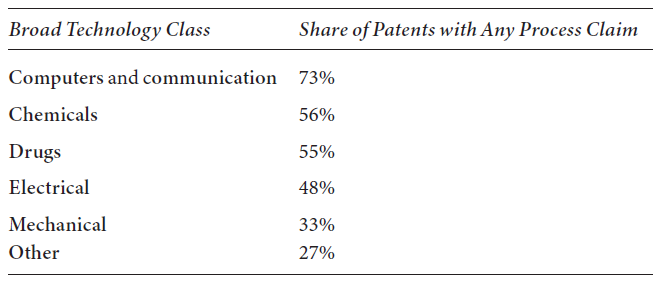 Broad Technology Class Share of Patents with Any Process Claim
Computers and communication 73%
Chemicals 56%
Drugs 55%
Electrical 48%
Mechanical 33%
Other 27%